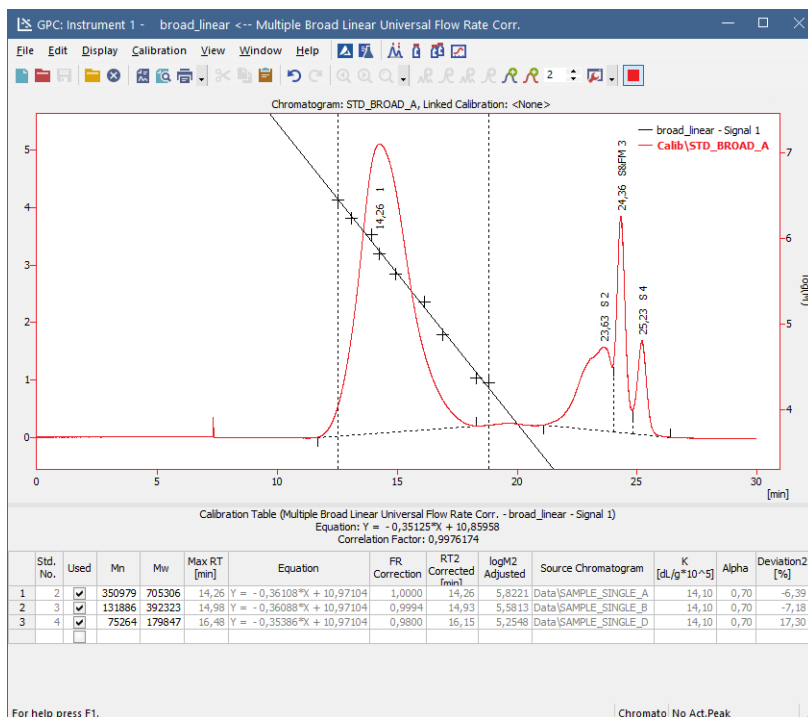 GPC: Instrument 1 - broad_linear <-- Multiple Broad Linear Universal Flow Rate Corr.
File Edit Display Calibration View Window Help
2
Chromatogram: STD_BROAD_A, Linked Calibration: <None>
broad_linear - Signal 1
Calib\STD_BROAD_A
5
4
3
2
1
0
7
6
5
4
log(M)
14,26 1
23,63 S 2
24,36 S&FM 3
25,23 S 4
0 5 10 15 20 25 30
[min]
Calibration Table (Multiple Broad Linear Universal Flow Rate Corr. - broad_linear - Signal 1)
Equation: Y = - 0,35125*X + 10,85958
Correlation Factor: 0,9976174
Std. No. Used Mn Mw Max RT [min] Equation FR Correction RT2 Corrected [min] logM2 Adjusted Source Chromatogram K [dL/g*10^5] Alpha Deviation2 [%]
1 2 350979 705306 14,26 Y = - 0,36108*X + 10,97104 1,0000 14,26 5,8221 Data\SAMPLE_SINGLE_A 14,10 0,70 -6,39
2 3 131886 392323 14,98 Y = - 0,36088*X + 10,97104 0,9994 14,93 5,5813 Data\SAMPLE_SINGLE_B 14,10 0,70 -7,18
3 4 75264 179847 16,48 Y = - 0,35386*X + 10,97104 0,9800 16,15 5,2548 Data\SAMPLE_SINGLE_D 14,10 0,70 17,30
For help press F1.
Chromato No Act.Peak